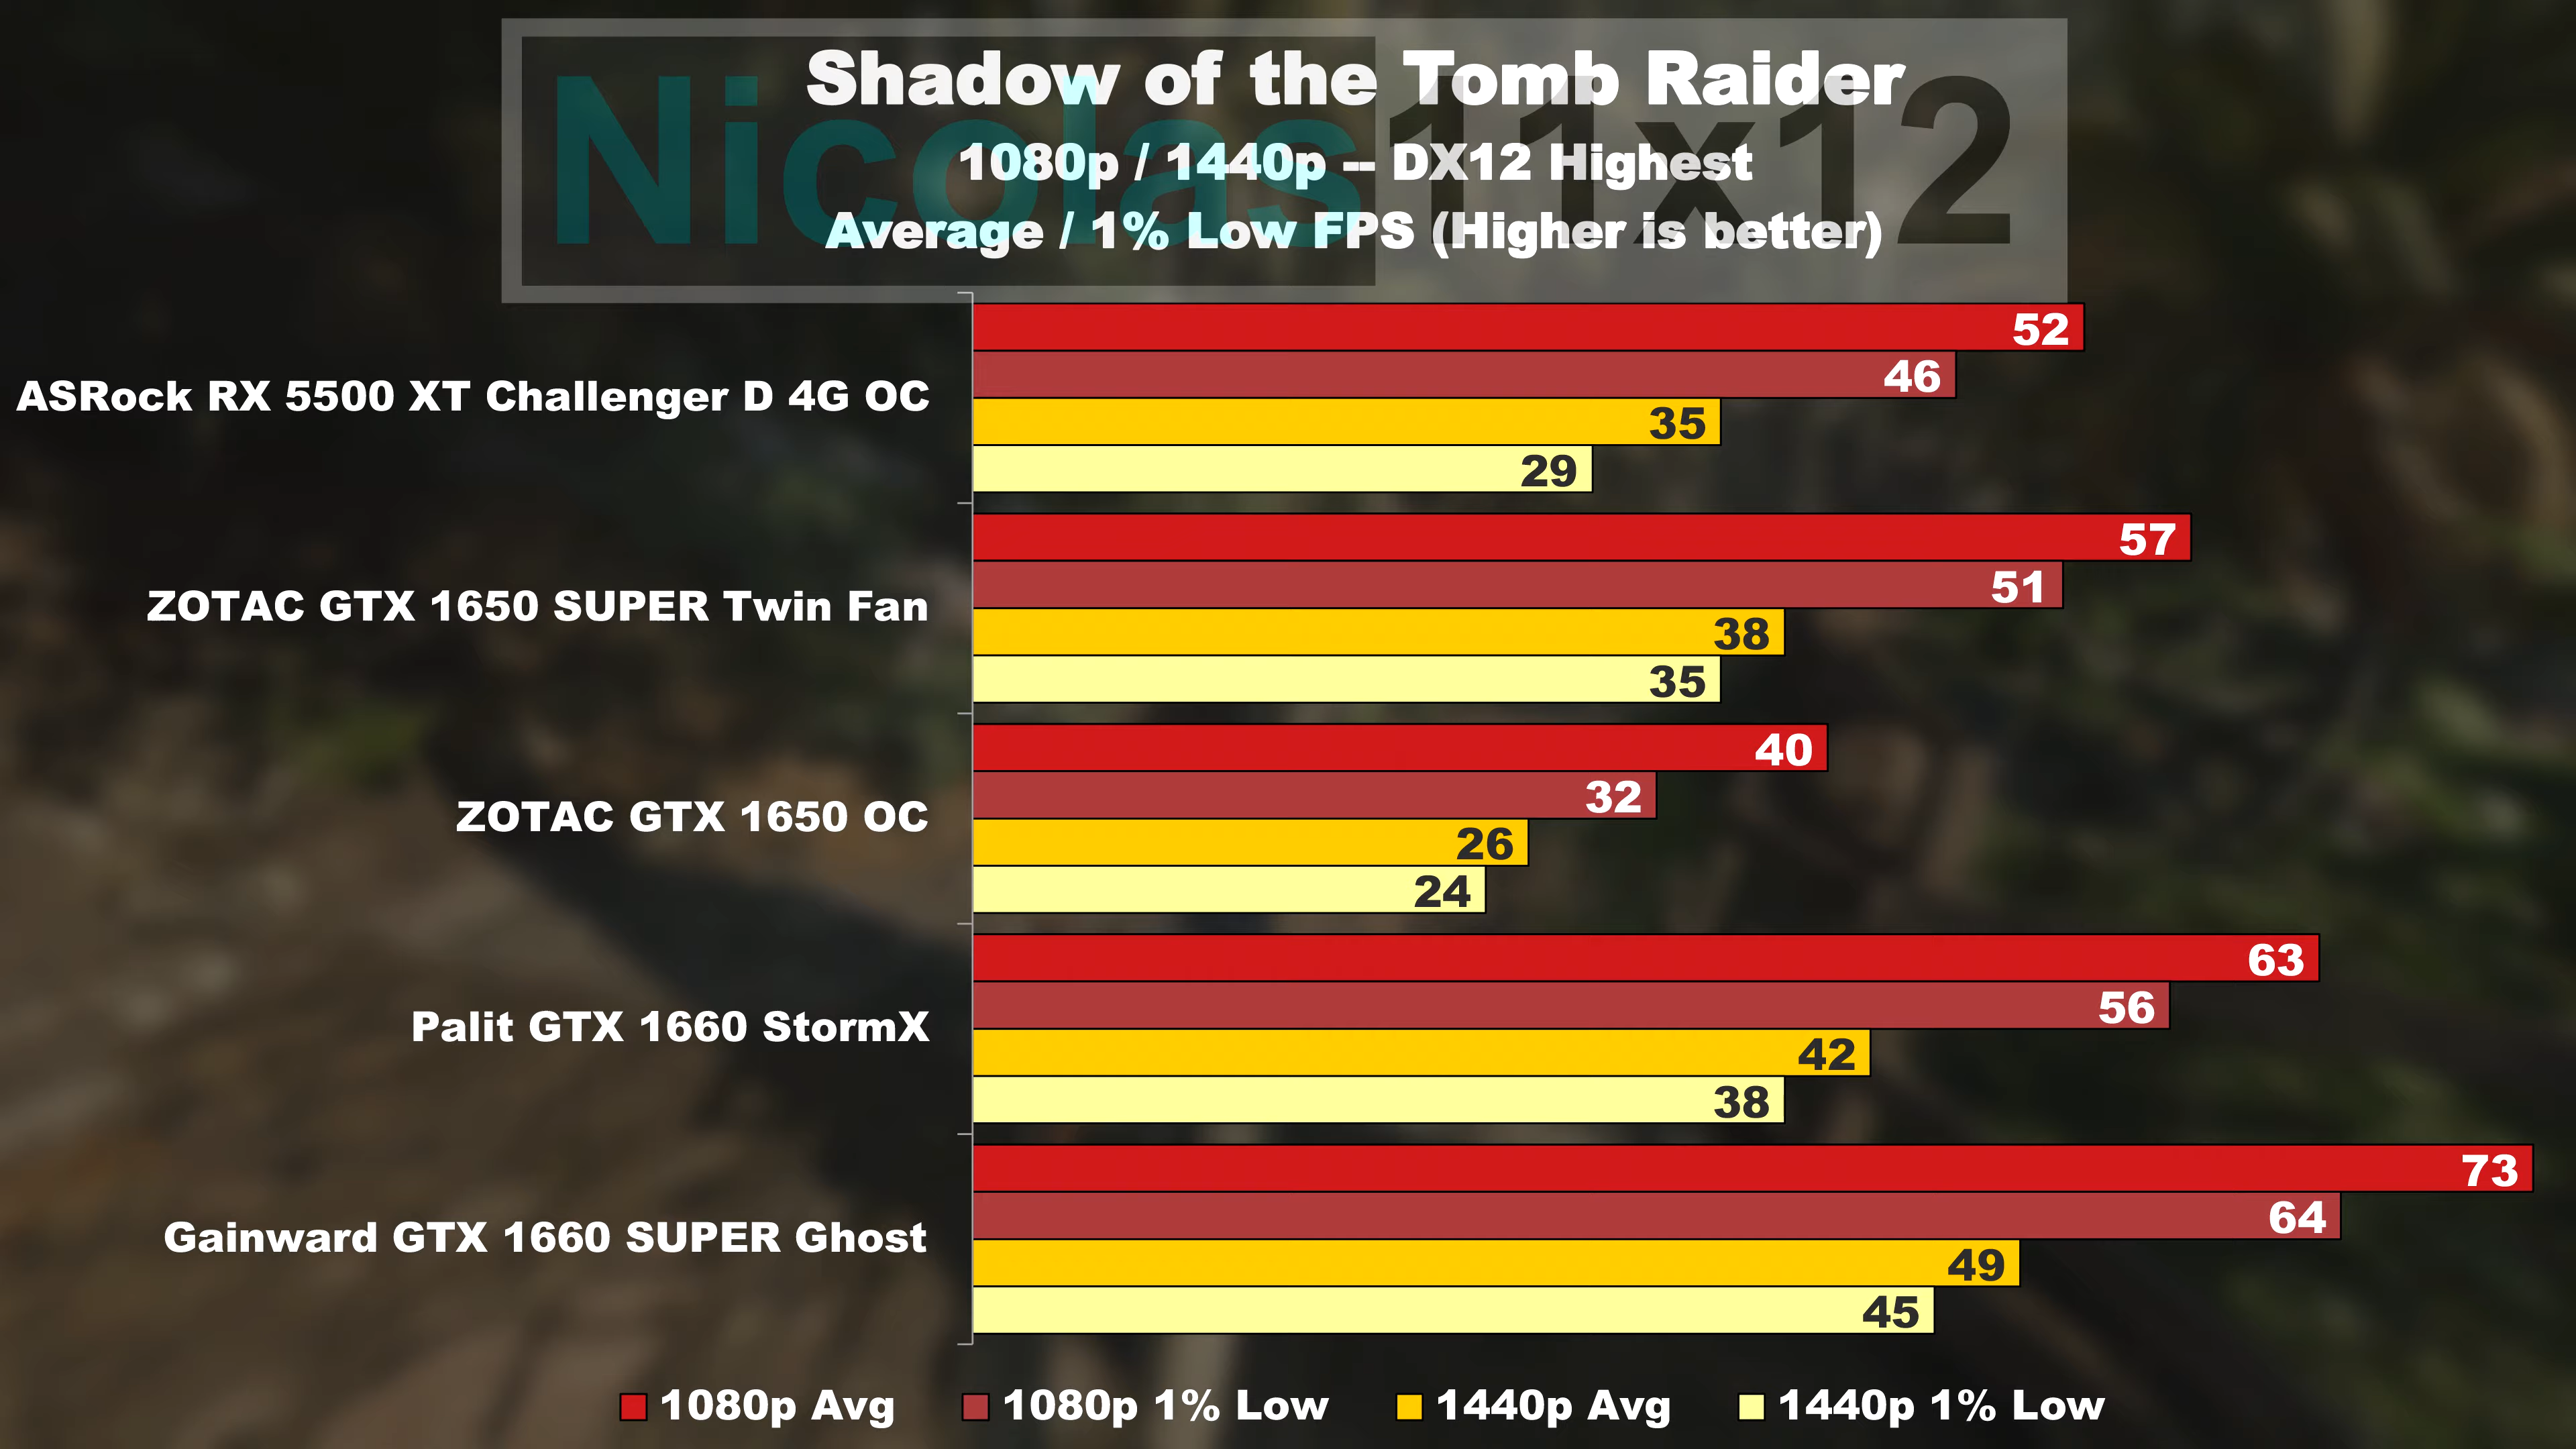 Nicolas11x12
Shadow of the Tomb Raider
1080p / 1440p -- DX12 Highest
Average / 1% Low FPS (Higher is better)
ASRock RX 5500 XT Challenger D 4G OC
52
46
35
29
ZOTAC GTX 1650 SUPER Twin Fan
57
51
38
35
ZOTAC GTX 1650 OC
40
32
26
24
Palit GTX 1660 StormX
63
56
42
38
Gainward GTX 1660 SUPER Ghost
73
64
49
45
1080p Avg 1080p 1% Low 1440p Avg 1440p 1% Low